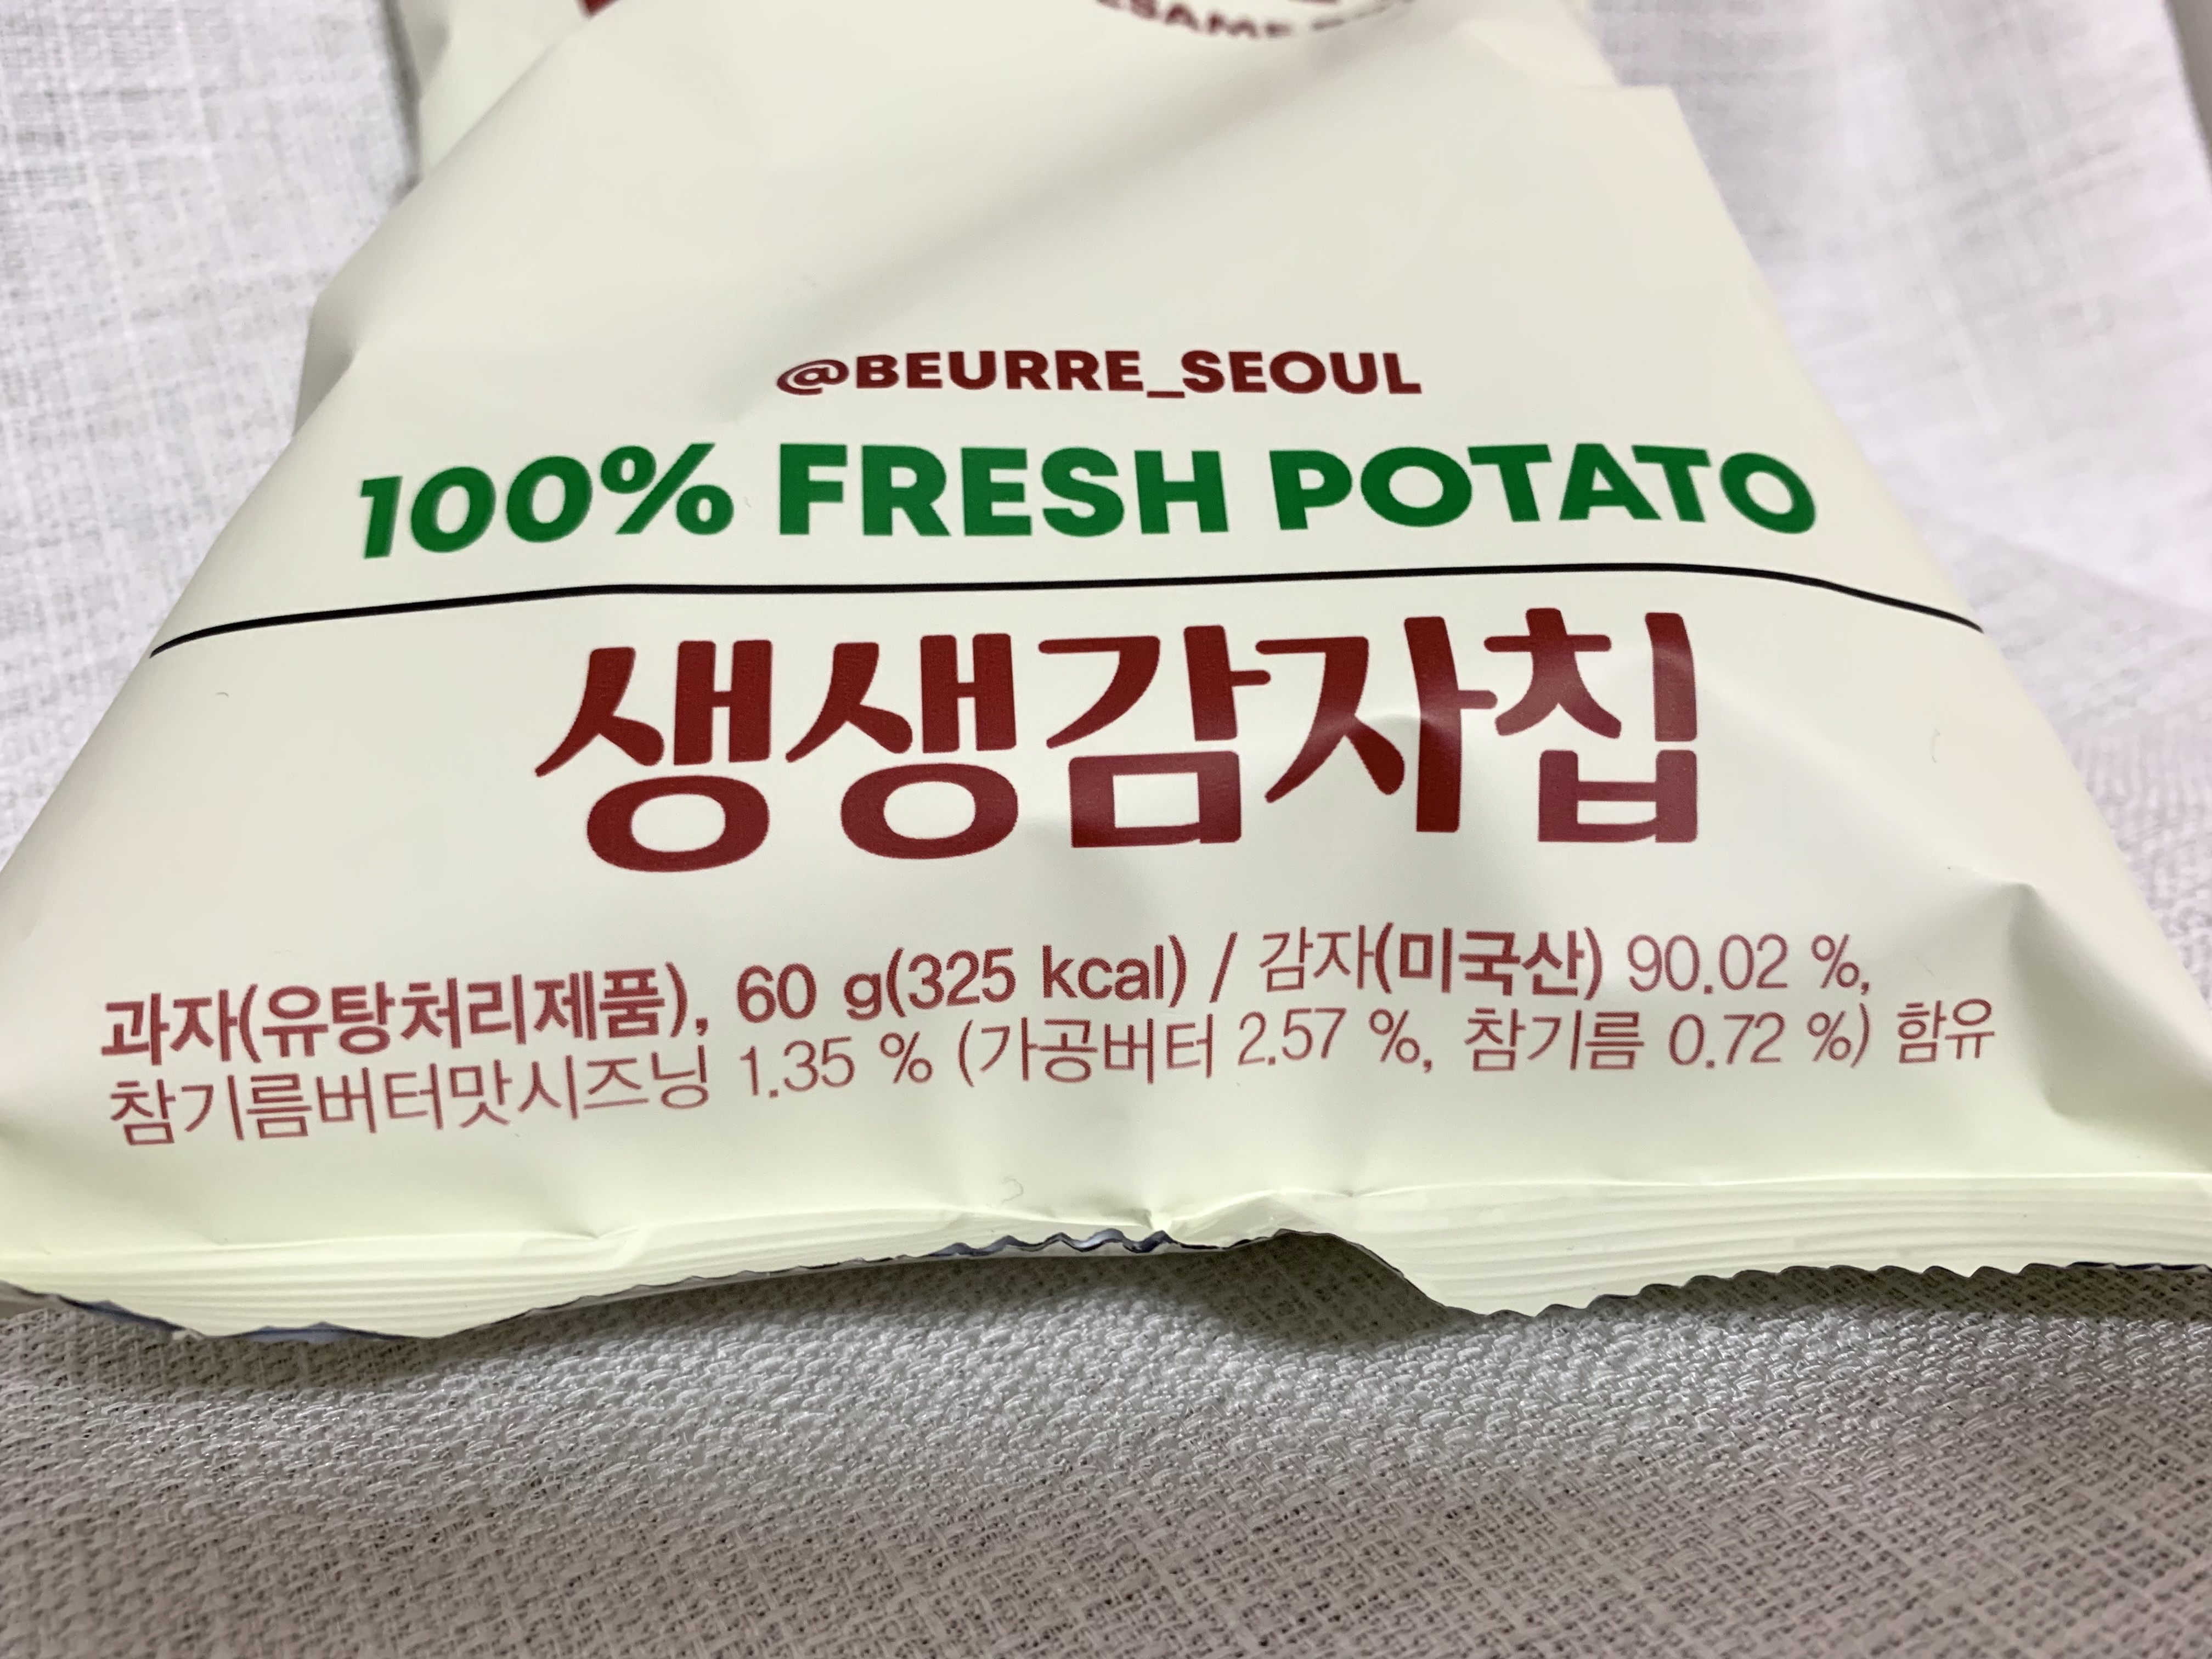 @BEURRE_SEOUL
100% FRESH POTATO
생생감자칩
과자(유탕처리제품), 60 g(325 kcal) / 감자(미국산) 90.02 %,
참기름버터맛시즈닝 1.35 % (가공버터 2.57 %, 참기름 0.72 %) 함유